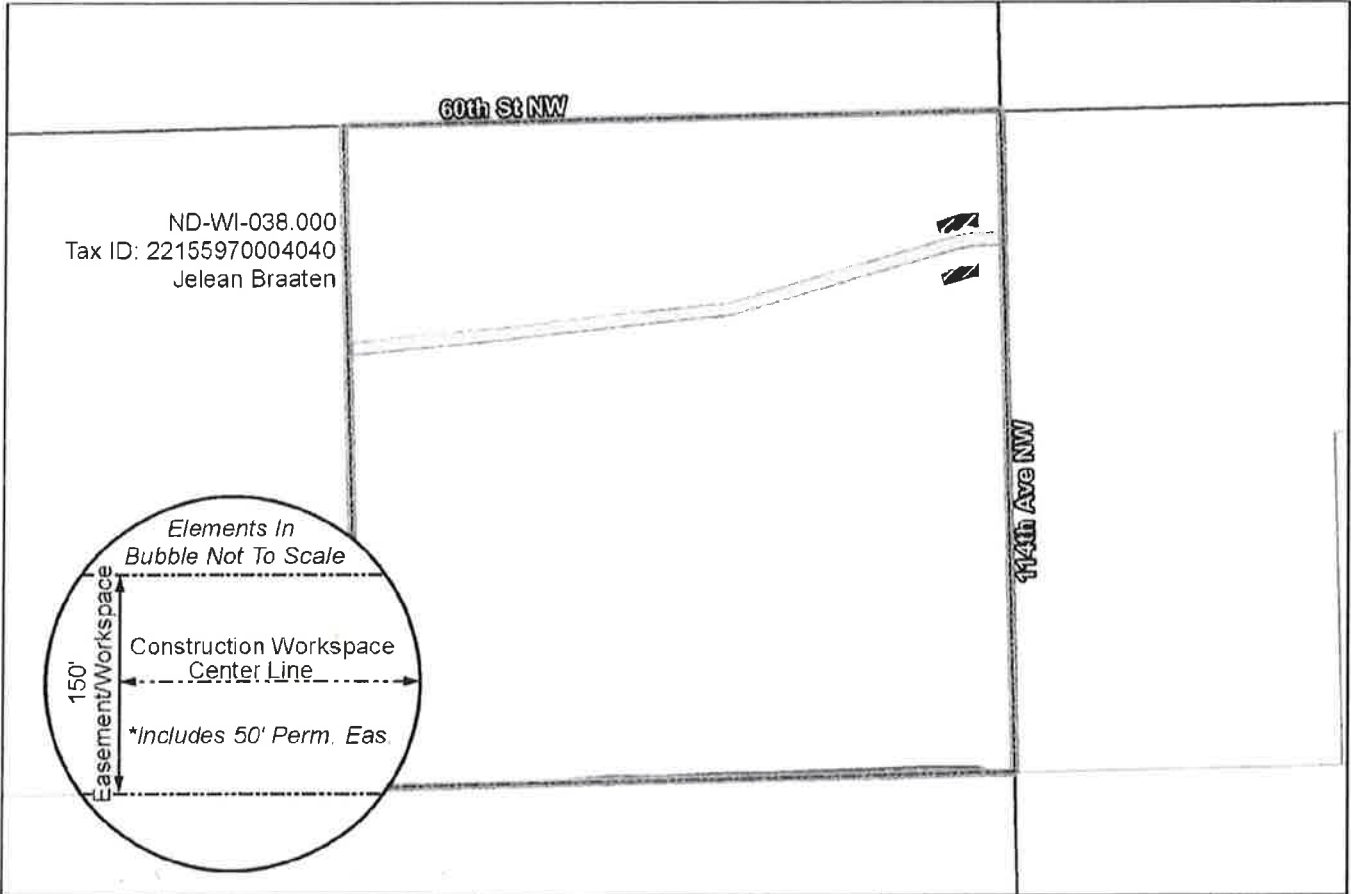 60th St NW
ND-WI-038.000
Tax ID: 22155970004040
Jelean Braaten
114th Ave NW
Elements In
Bubble Not To Scale
150'
Easement/Workspace
Construction Workspace
Center Line
*Includes 50' Perm. Eas.